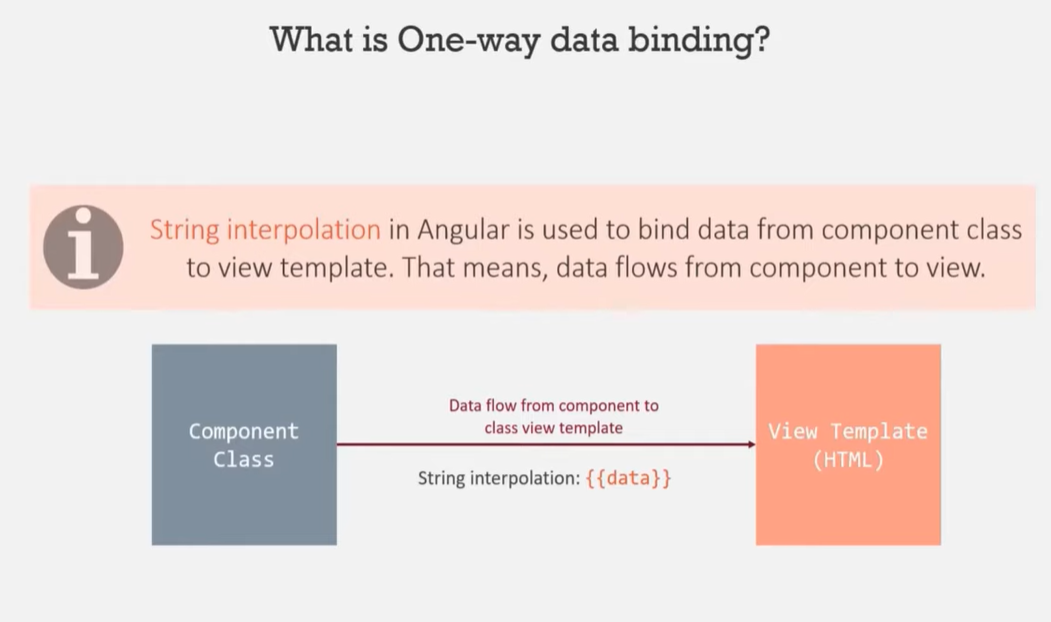 What is One-way data binding?
String interpolation in Angular is used to bind data from component class
to view template. That means, data flows from component to view.
Component
Class
Data flow from component to
class view template
String interpolation: {{data}}
View Template
(HTML)